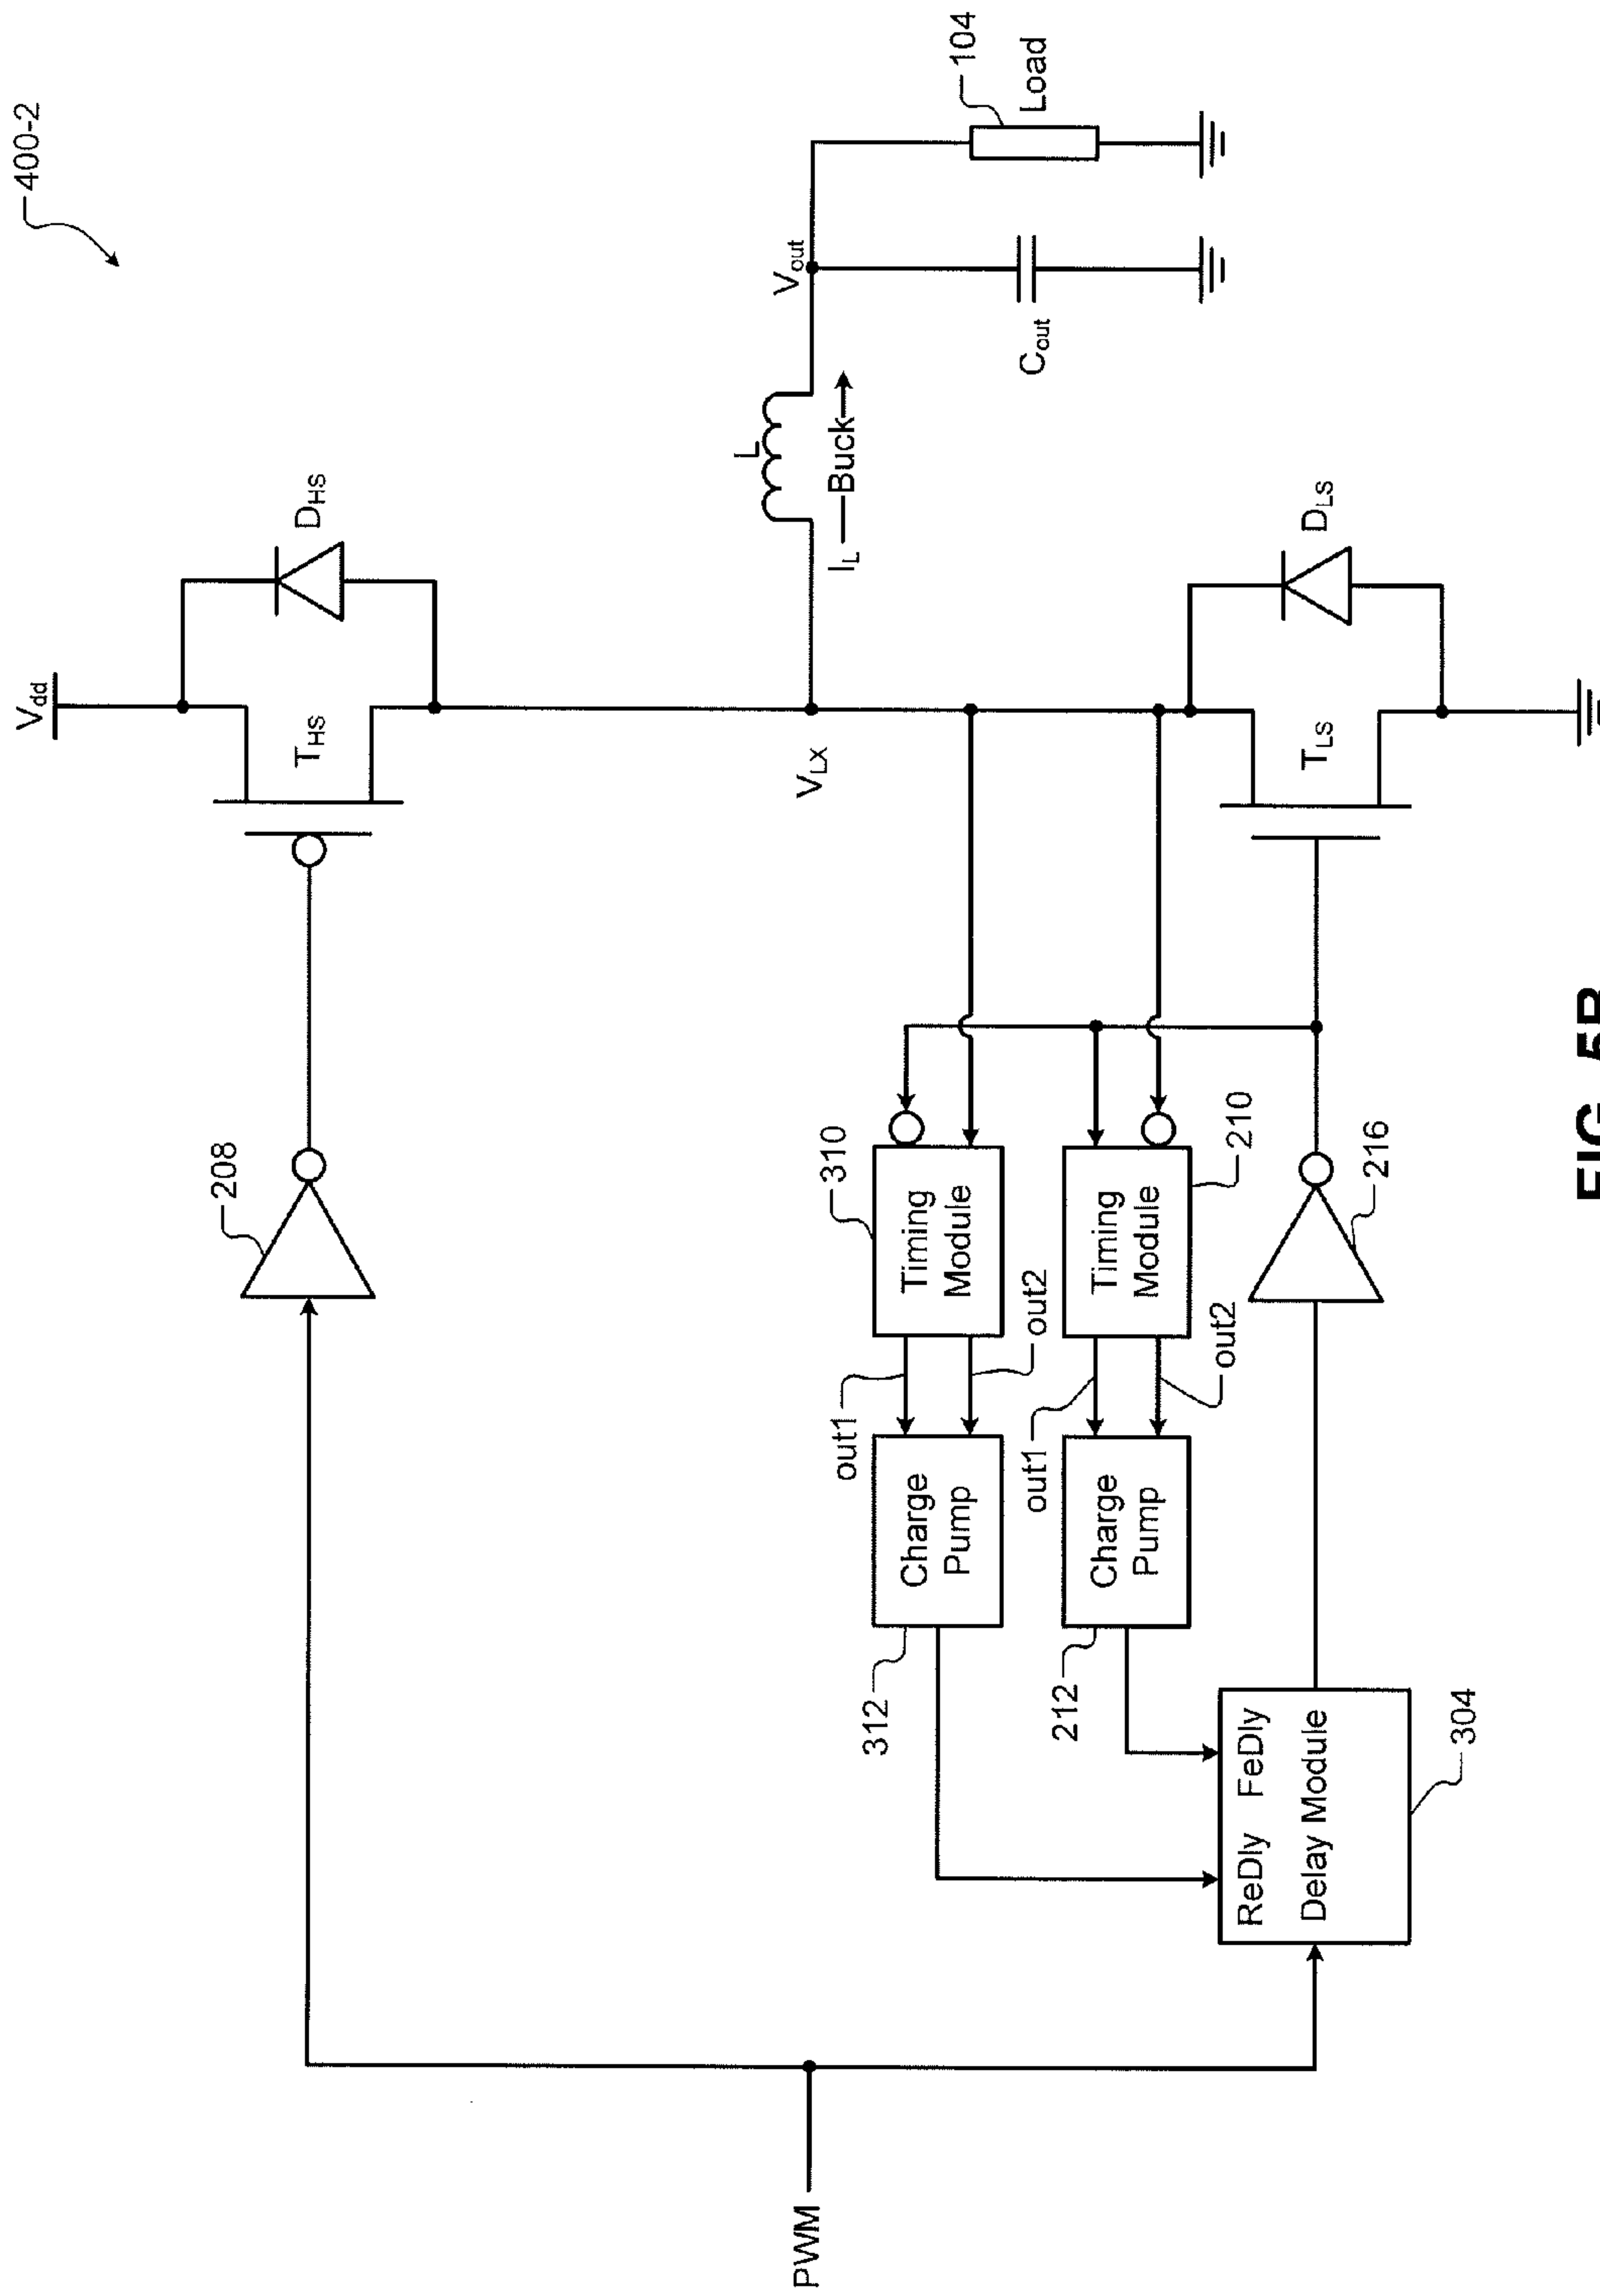 400-2
Vdd
THS
DHS
208
VLX
L
IL Buck
Vout
Cout
104
Load
310
Timing
Module
out1
out2
Charge
Pump
312
210
Timing
Module
out1
out2
Charge
Pump
212
TLS
DLS
216
ReDly FeDly
Delay Module
304
PWM
FIG. 5B